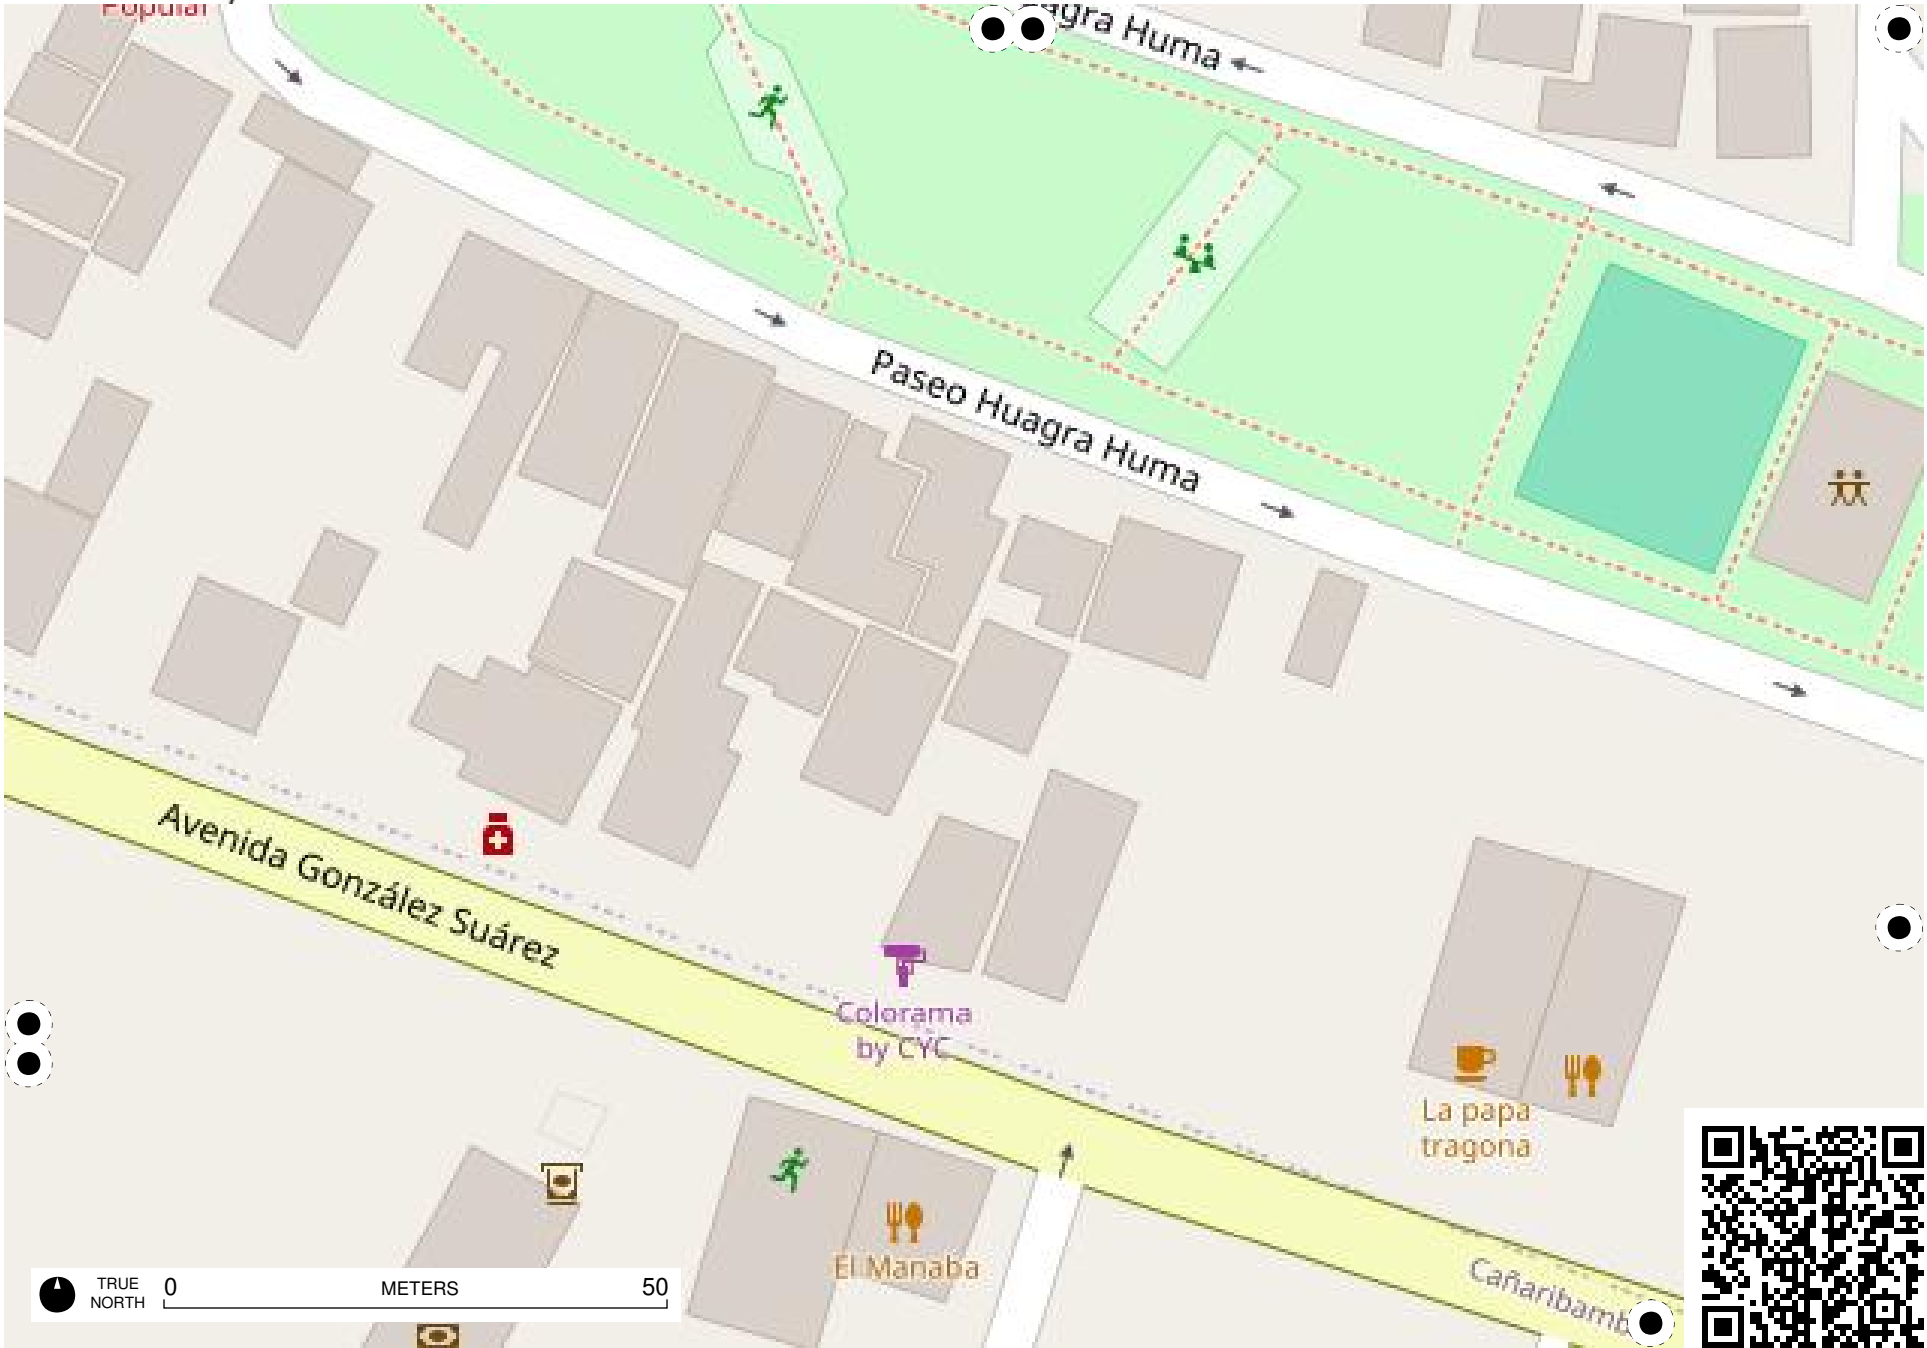 Popular
agra Huma
Paseo Huagra Huma
Avenida González Suárez
Colorama
by CYC
La papa
tragona
El Manaba
Cañaribamb
TRUE
NORTH
0 METERS 50